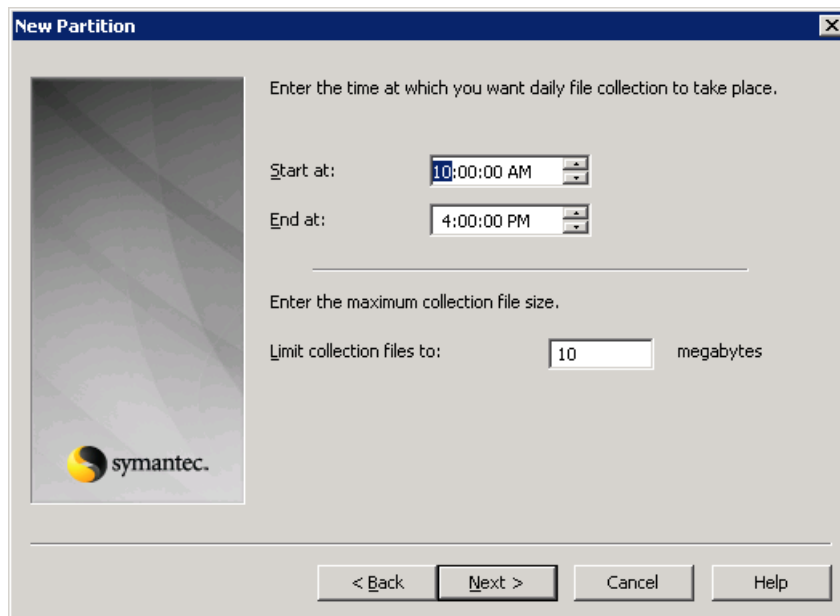 New Partition
Enter the time at which you want daily file collection to take place.
Start at: 10:00:00 AM
End at: 4:00:00 PM
Enter the maximum collection file size.
Limit collection files to: 10 megabytes
symantec.
< Back Next > Cancel Help